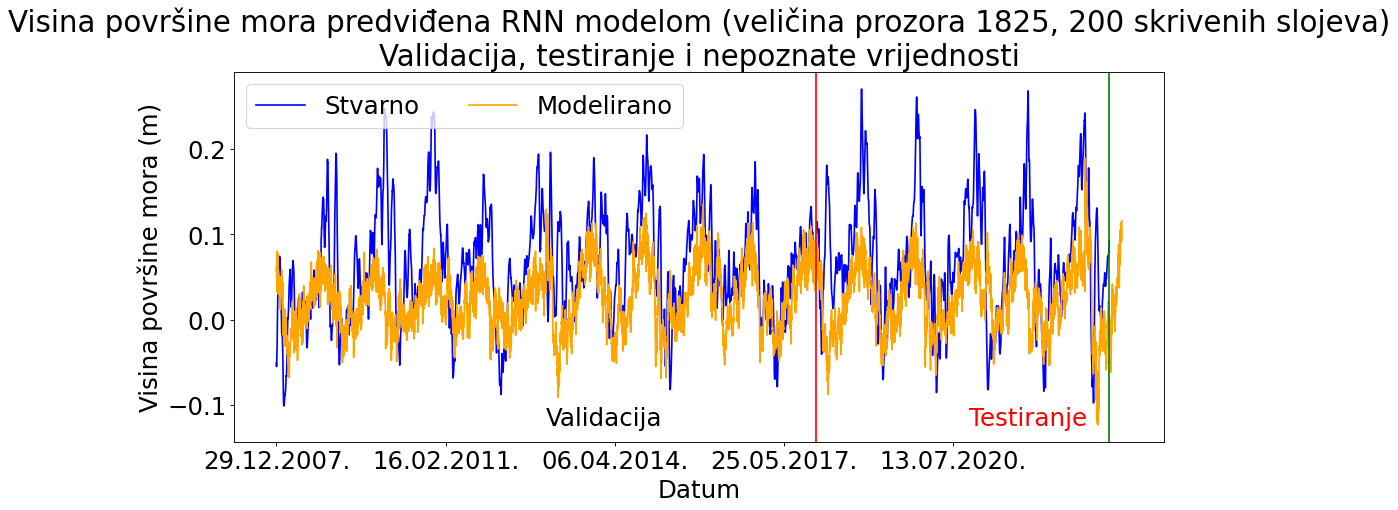 Visina površine mora predviđena RNN modelom (veličina prozora 1825, 200 skrivenih slojeva)
Validacija, testiranje i nepoznate vrijednosti
Stvarno Modelirano
Visina površine mora (m)
0.2
0.1
0.0
−0.1
Validacija
Testiranje
29.12.2007. 16.02.2011. 06.04.2014. 25.05.2017. 13.07.2020.
Datum